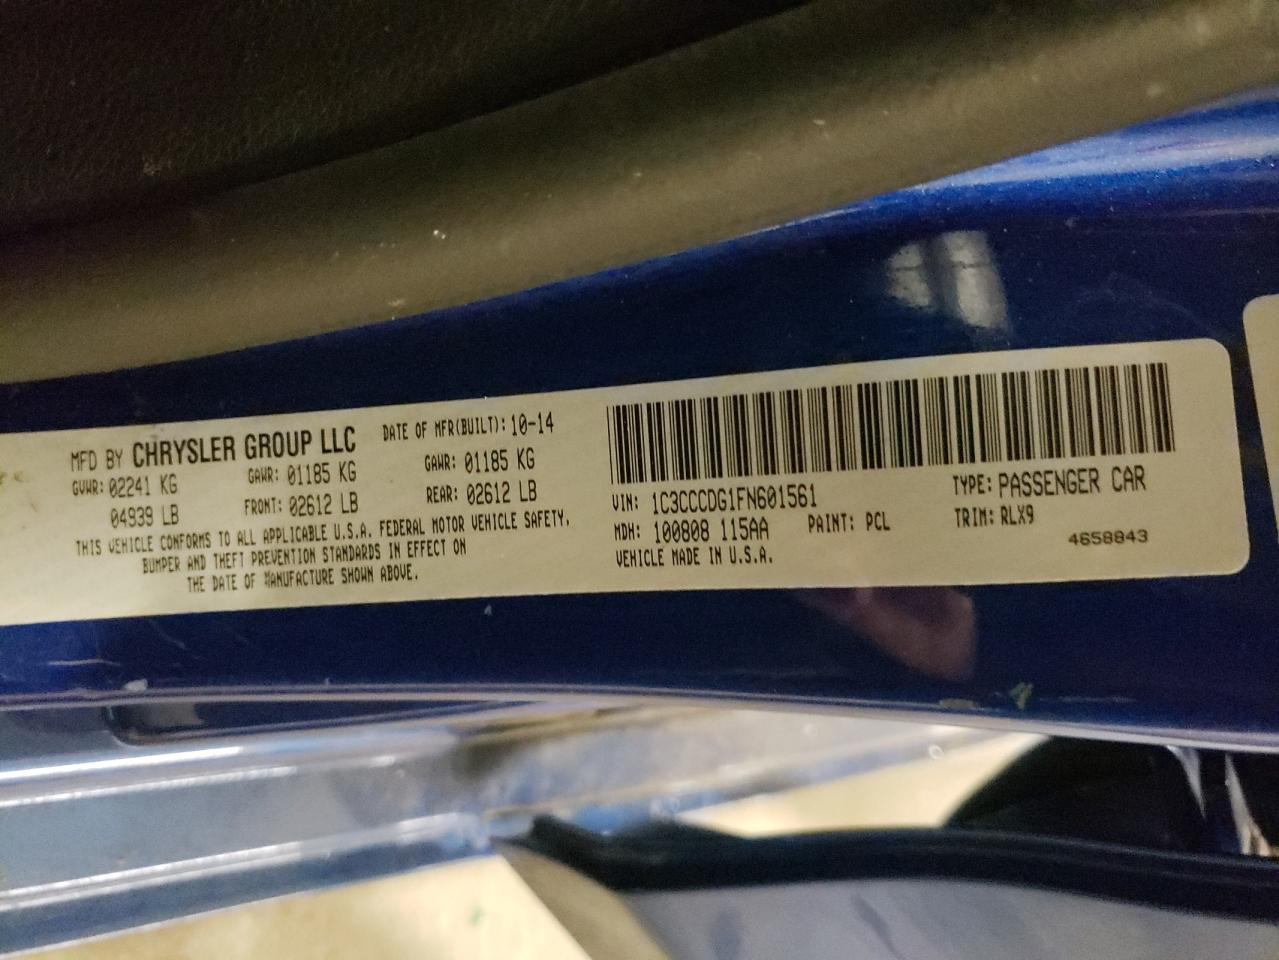 MFD BY CHRYSLER GROUP LLC DATE OF MFR(BUILT): 10-14
GVWR: 02241 KG GAWR: 01185 KG GAWR: 01185 KG
04939 LB FRONT: 02612 LB REAR: 02612 LB
THIS VEHICLE CONFORMS TO ALL APPLICABLE U.S.A. FEDERAL MOTOR VEHICLE SAFETY,
BUMPER AND THEFT PREVENTION STANDARDS IN EFFECT ON
THE DATE OF MANUFACTURE SHOWN ABOVE.
VIN: 1C3CCCDG1FN601561 TYPE: PASSENGER CAR
MDH: 100808 115AA PAINT: PCL TRIM: RLX9
VEHICLE MADE IN U.S.A. 4658843